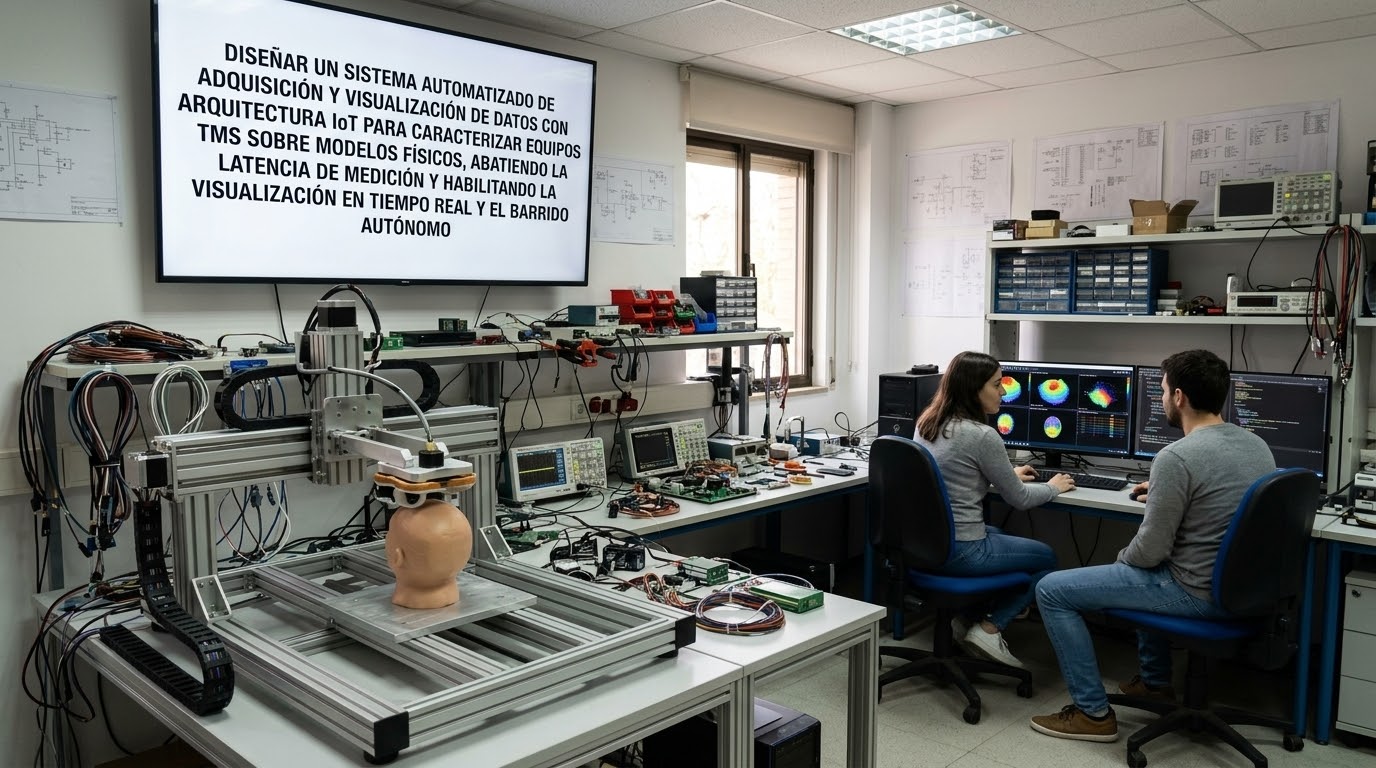 DISEÑAR UN SISTEMA AUTOMATIZADO DE
ADQUISICIÓN Y VISUALIZACIÓN DE DATOS CON
ARQUITECTURA IoT PARA CARACTERIZAR EQUIPOS
TMS SOBRE MODELOS FÍSICOS, ABATIENDO LA
LATENCIA DE MEDICIÓN Y HABILITANDO LA
VISUALIZACIÓN EN TIEMPO REAL Y EL BARRIDO
AUTÓNOMO